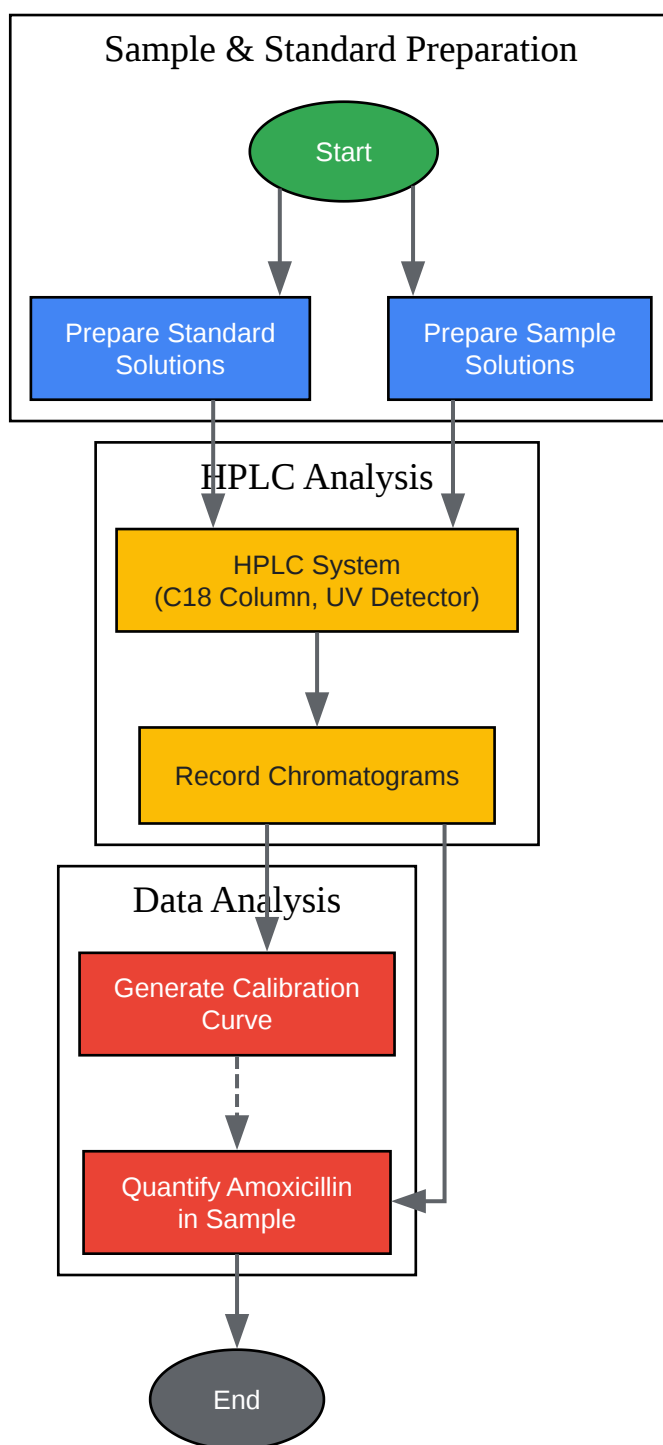 Sample & Standard Preparation
Start
Prepare Standard
Solutions
Prepare Sample
Solutions
HPLC Analysis
HPLC System
(C18 Column, UV Detector)
Record Chromatograms
Data Analysis
Generate Calibration
Curve
Quantify Amoxicillin
in Sample
End